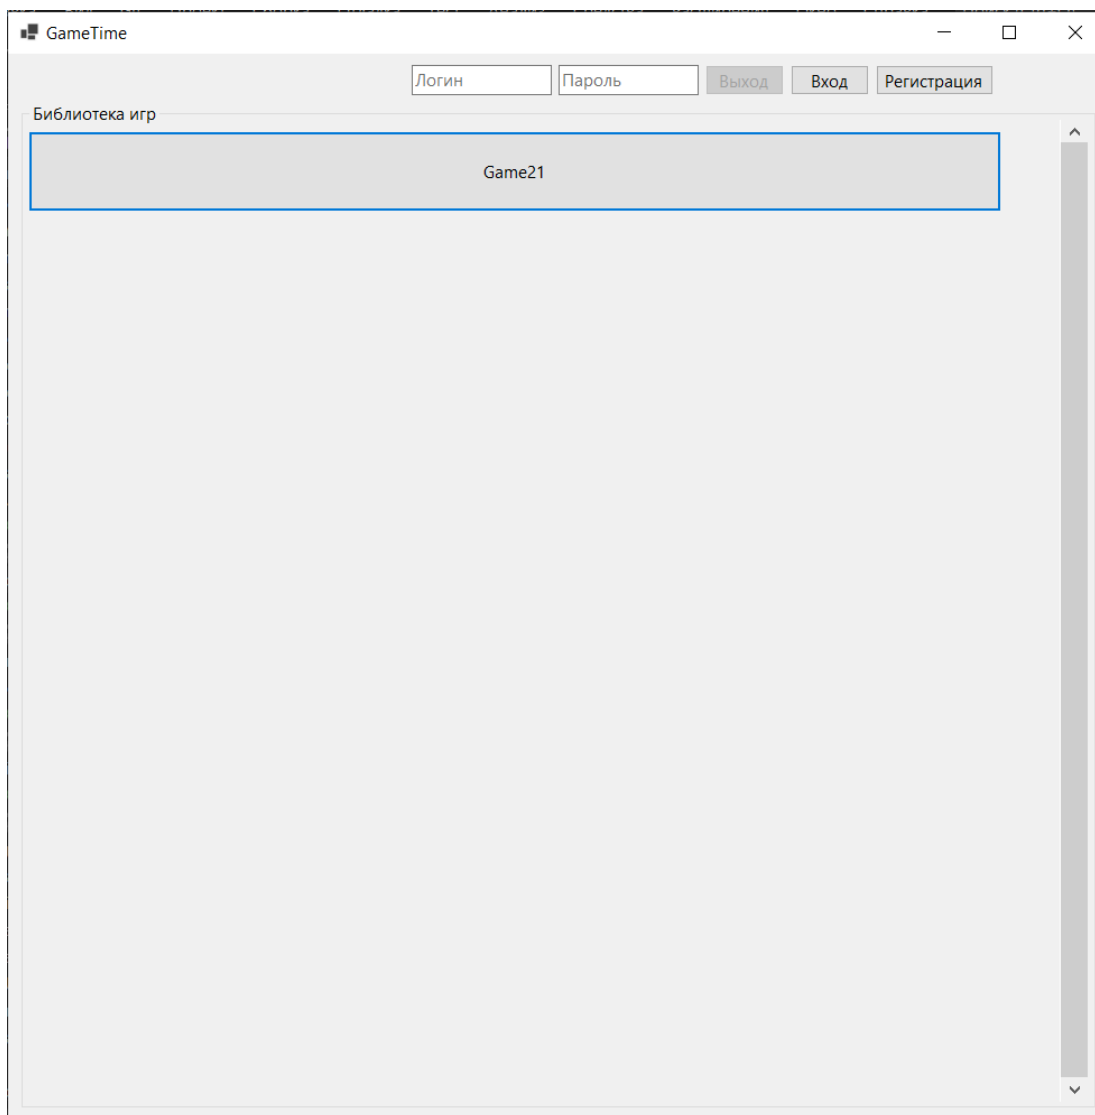 GameTime
Логин Пароль Выход Вход Регистрация
Библиотека игр
Game21